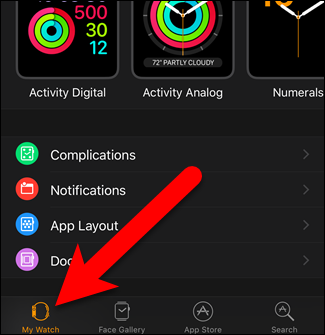 500
30
12
10
72° PARTLY CLOUDY
Activity Digital
Activity Analog
Numerals
Complications
Notifications
App Layout
Doc
My Watch
Face Gallery
App Store
Search